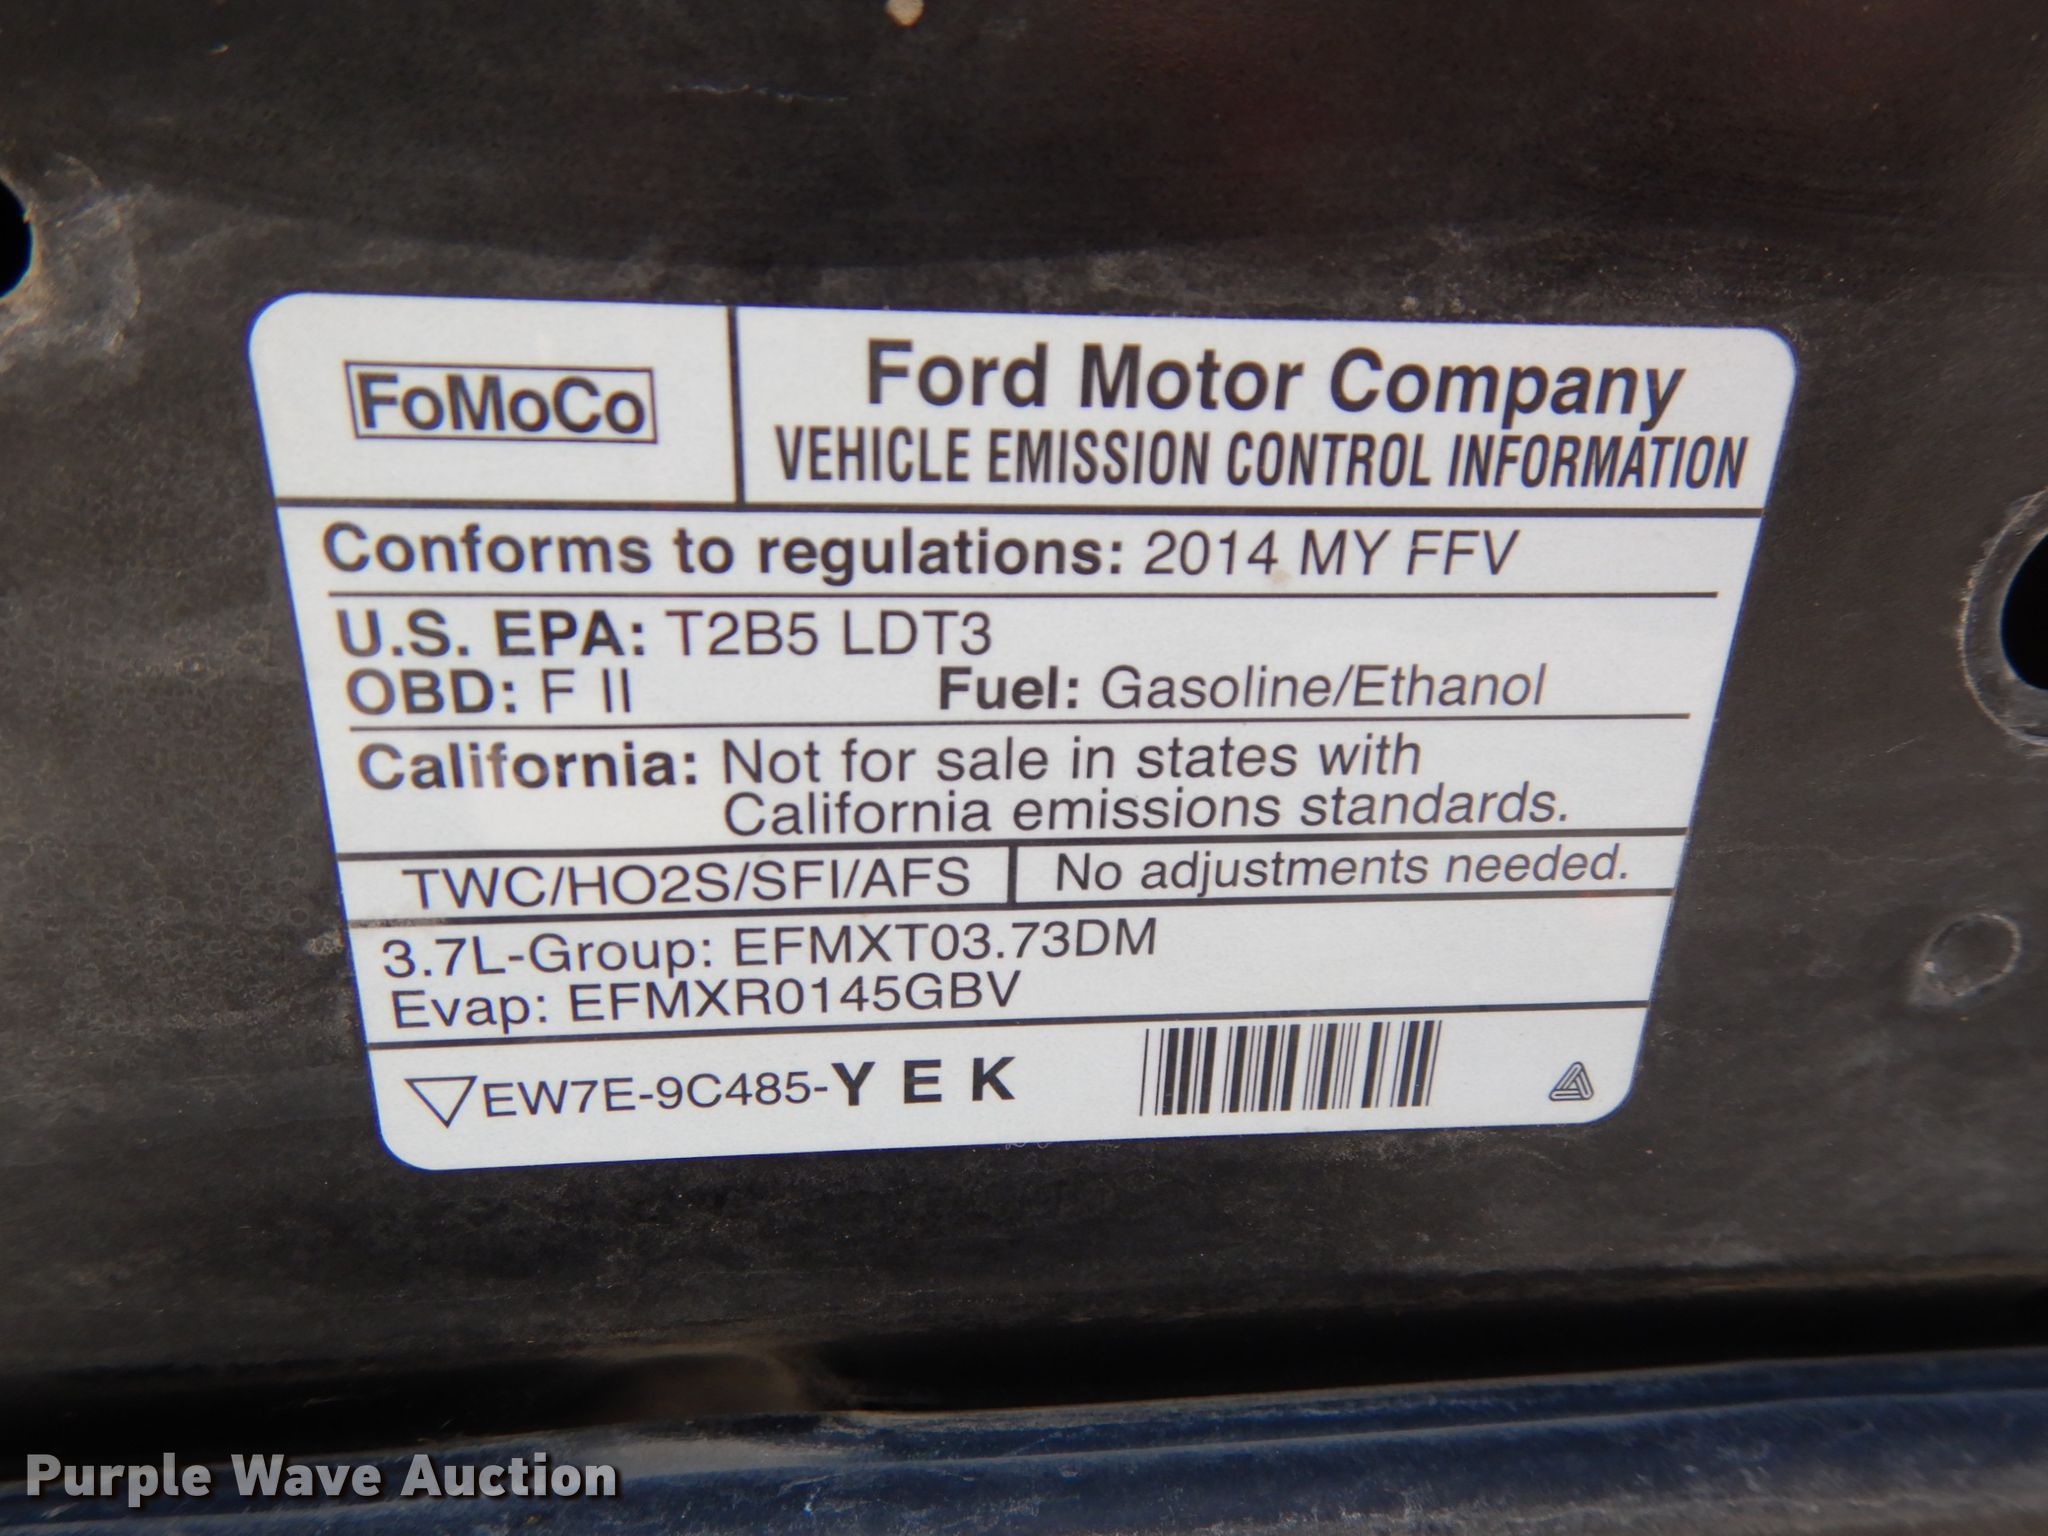 FoMoCo
Ford Motor Company
VEHICLE EMISSION CONTROL INFORMATION
Conforms to regulations: 2014 MY FFV
U.S. EPA: T2B5 LDT3
OBD: F II Fuel: Gasoline/Ethanol
California: Not for sale in states with
California emissions standards.
TWC/HO2S/SFI/AFS No adjustments needed.
3.7L-Group: EFMXT03.73DM
Evap: EFMXR0145GBV
EW7E-9C485-Y E K
Purple Wave Auction